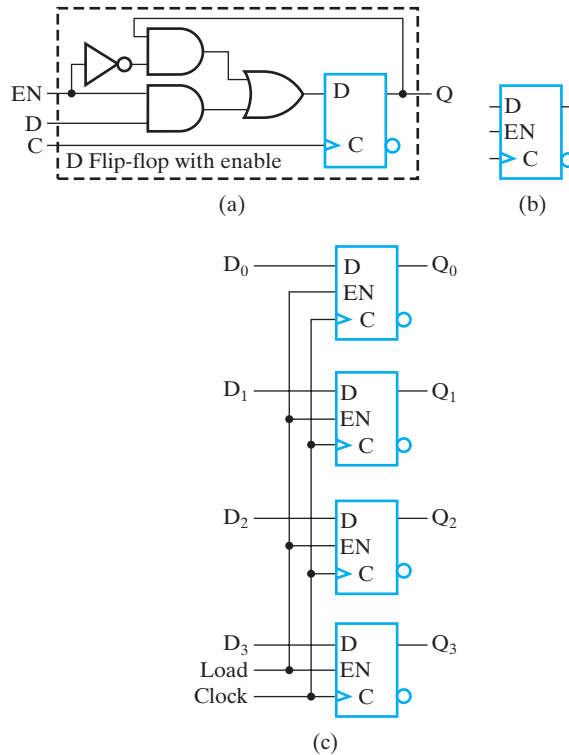 EN
D
C
D
C
Q
D Flip-flop with enable
(a)
D
EN
C
(b)
D0
D
Q0
EN
C
D1
D
Q1
EN
C
D2
D
Q2
EN
C
D3
D
Q3
Load
EN
Clock
C
(c)